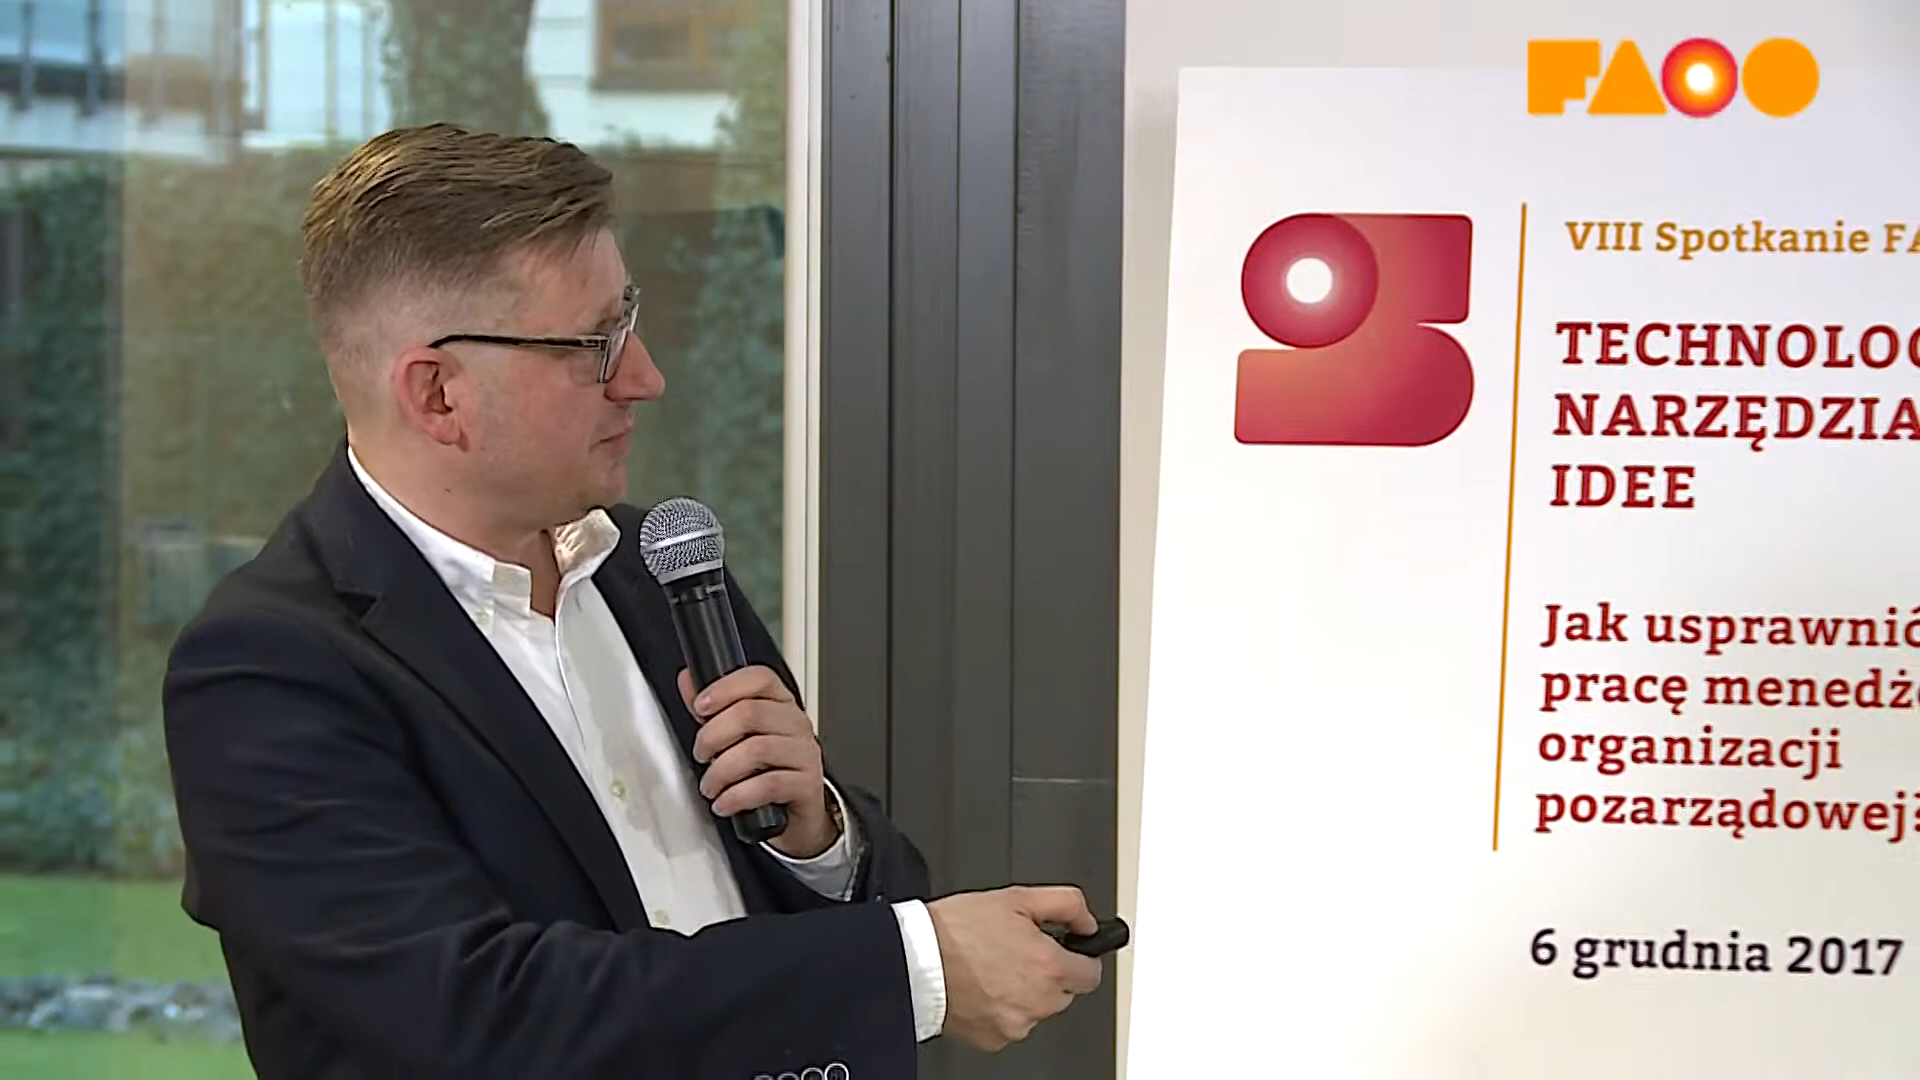 FAOO
VIII Spotkanie FA
TECHNOLOG
NARZĘDZIA
IDEE
Jak usprawnić
pracę menedże
organizacji
pozarządowej?
6 grudnia 2017